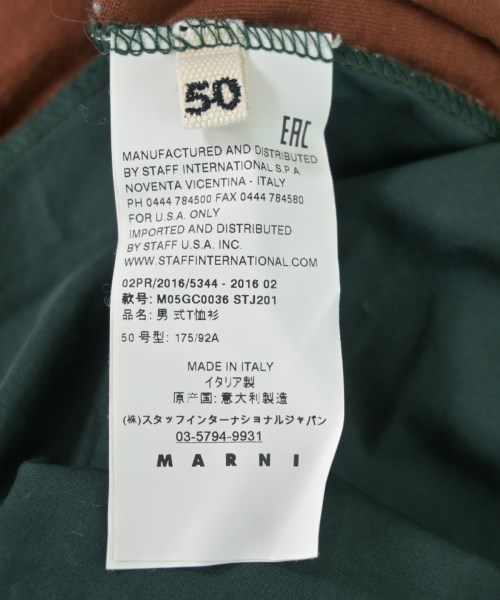 50
EAC
MANUFACTURED AND DISTRIBUTED
BY STAFF INTERNATIONAL S.P.A.
NOVENTA VICENTINA - ITALY
PH 0444 784500 FAX 0444 784580
FOR U.S.A. ONLY
IMPORTED AND DISTRIBUTED
BY STAFF U.S.A. INC.
WWW.STAFFINTERNATIONAL.COM
02PR/2016/5344 - 2016 02
款号: M05GC0036 STJ201
品名: 男 式T恤衫
50 号型: 175/92A
MADE IN ITALY
イタリア製
原产国: 意大利製造
(株)スタッフインターナショナルジャパン
03-5794-9931
MARNI